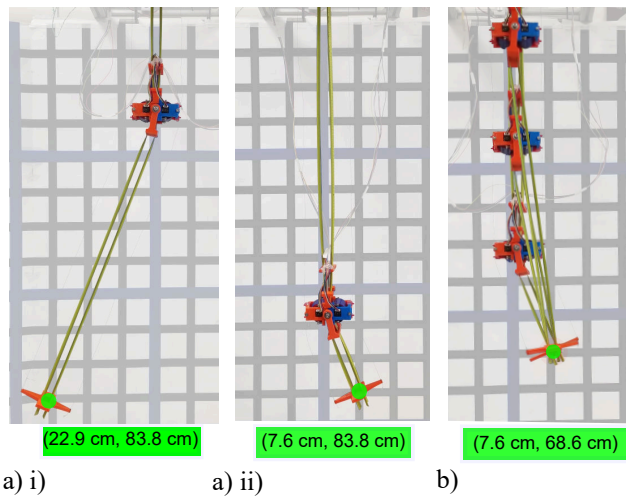 (22.9 cm, 83.8 cm)
(7.6 cm, 83.8 cm)
(7.6 cm, 68.6 cm)
a) i)
a) ii)
b)